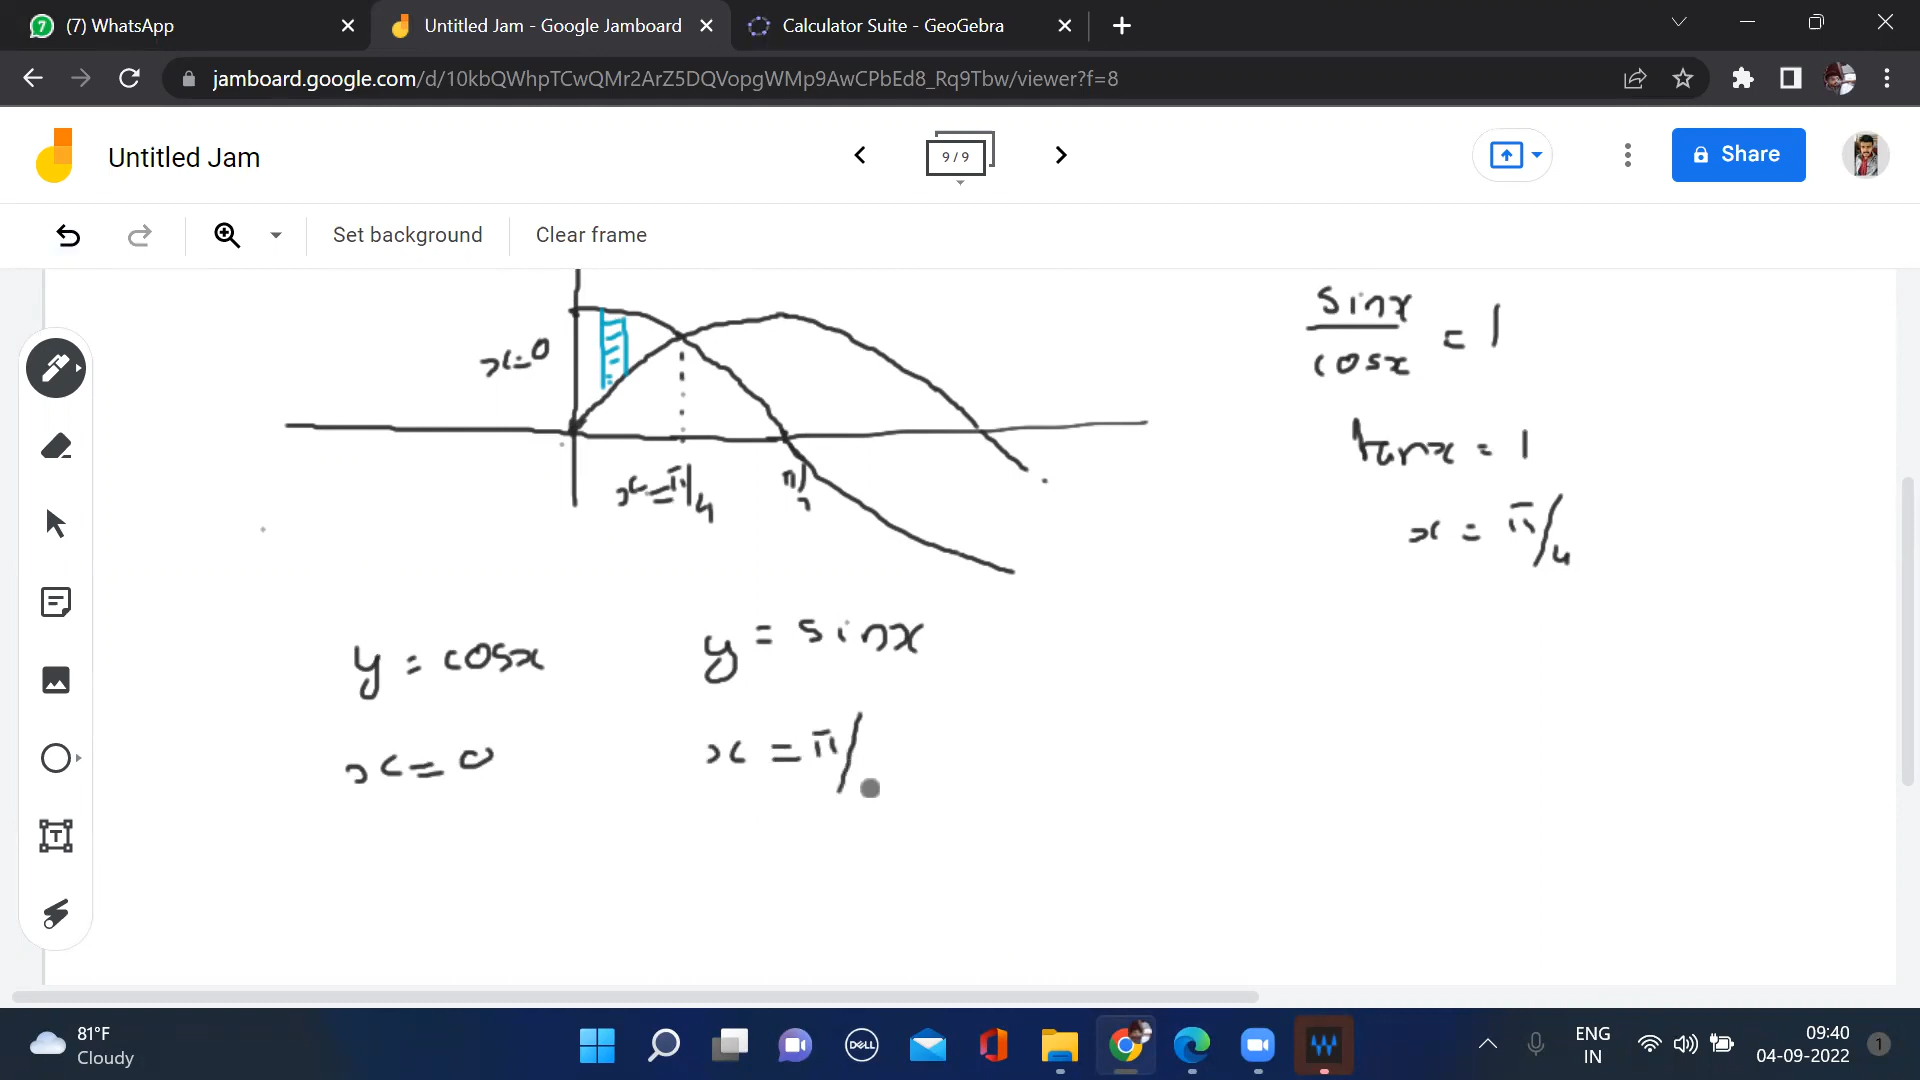 (7) WhatsApp
Untitled Jam - Google Jamboard
Calculator Suite - GeoGebra
jamboard.google.com/d/10kbQWhpTCwQMr2ArZ5DQVopgWMp9AwCPbEd8_Rq9Tbw/viewer?f=8
Untitled Jam
9 / 9
Share
Set background
Clear frame
x=0
x=π/4
sinx/cosx = 1
tanx = 1
x = π/4
y = cosx
y = sinx
x=0
x = π/
81°F
Cloudy
DELL
ENG
IN
09:40
04-09-2022
1